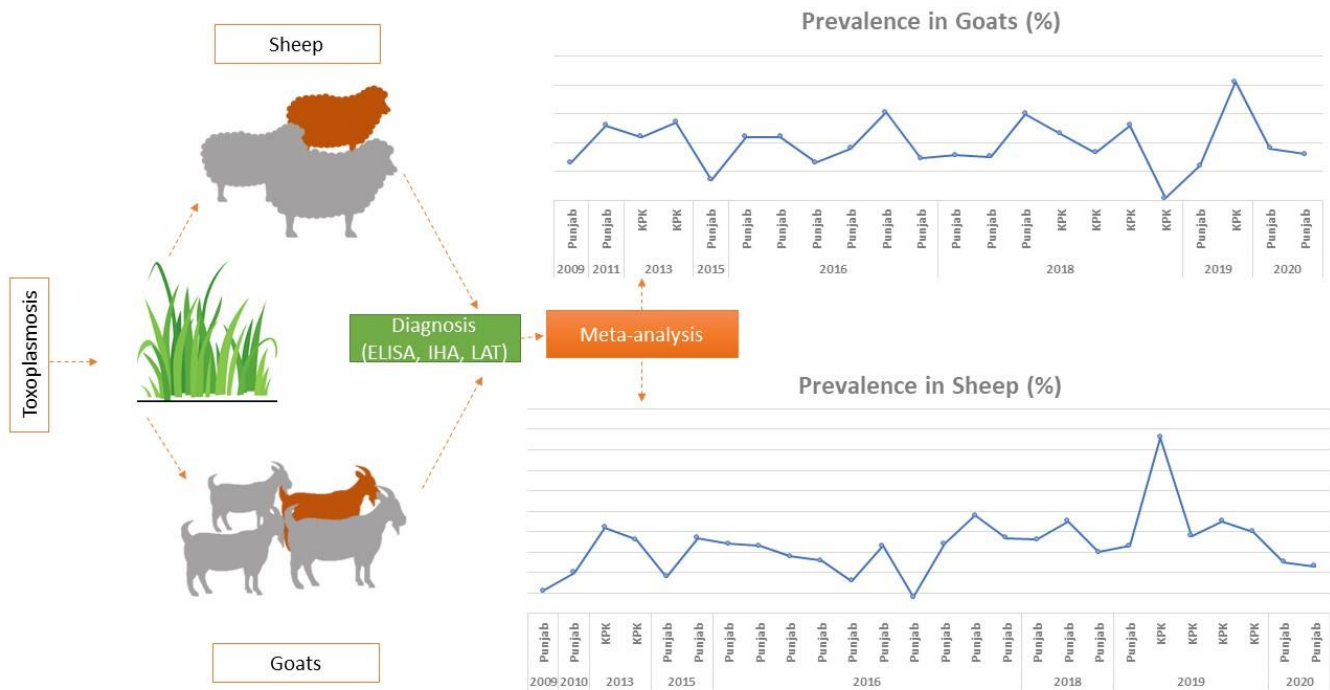 Toxoplasmosis
Sheep
Goats
Diagnosis
(ELISA, IHA, LAT)
Meta-analysis
Prevalence in Goats (%)
Punjab Punjab KPK KPK Punjab Punjab Punjab Punjab Punjab Punjab Punjab Punjab Punjab Punjab KPK KPK KPK KPK Punjab KPK Punjab Punjab
2009 2011 2013 2015 2016 2018 2019 2020
Prevalence in Sheep (%)
Punjab Punjab KPK KPK Punjab Punjab Punjab Punjab Punjab Punjab Punjab Punjab Punjab Punjab Punjab Punjab Punjab Punjab Punjab Punjab KPK KPK KPK KPK Punjab Punjab
2009 2010 2013 2015 2016 2018 2019 2020